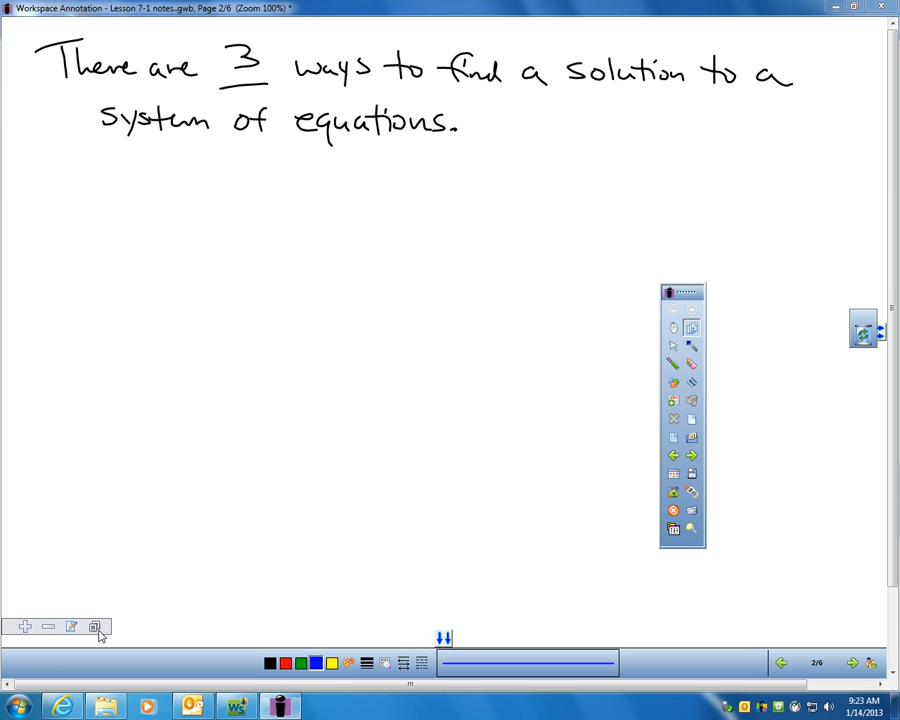 Workspace Annotation - Lesson 7-1 notes..gwb, Page 2/6 (Zoom 100%) *
There are 3 ways to find a solution to a
system of equations.
2/6
9:23 AM
1/14/2013